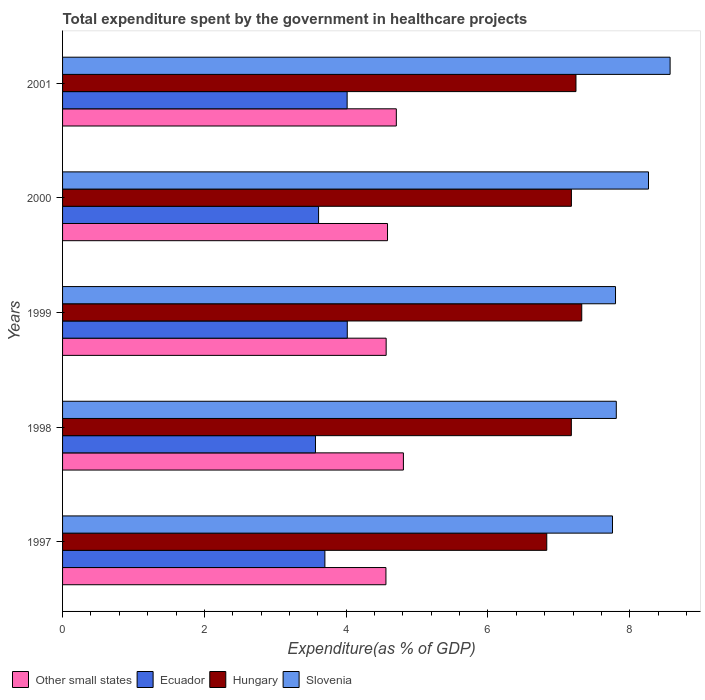 Total expenditure spent by the government in healthcare projects
2001
2000
1999
1998
1997
Years
0 2 4 6 8
Expenditure(as % of GDP)
Other small states Ecuador Hungary Slovenia